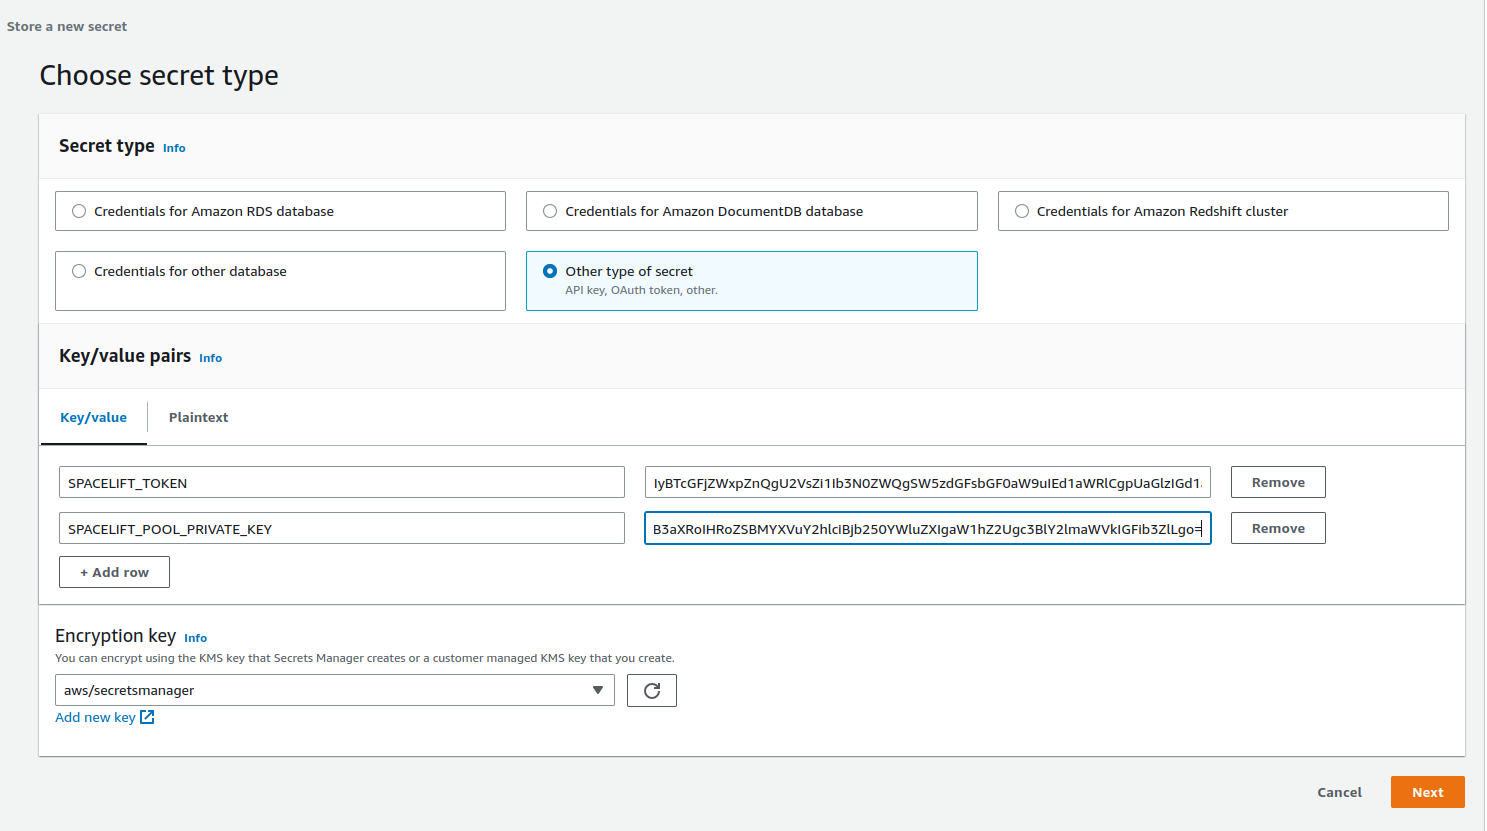 Store a new secret
Choose secret type
Secret type Info
Credentials for Amazon RDS database
Credentials for Amazon DocumentDB database
Credentials for Amazon Redshift cluster
Credentials for other database
Other type of secret
API key, OAuth token, other.
Key/value pairs Info
Key/value
Plaintext
SPACELIFT_TOKEN
IyBTcGFjZWxpZnQgU2VsZi1Ib3N0ZWQgSW5zdGFsbGF0aW9uIEd1aWRlCgpUaGlzIGd1
Remove
SPACELIFT_POOL_PRIVATE_KEY
B3aXRoIHRoZSBMYXVuY2hlciBjb250YWluZXIgaW1hZ2Ugc3BlY2lmaWVkIGFib3ZlLgo=
Remove
+ Add row
Encryption key Info
You can encrypt using the KMS key that Secrets Manager creates or a customer managed KMS key that you create.
aws/secretsmanager
Add new key
Cancel
Next